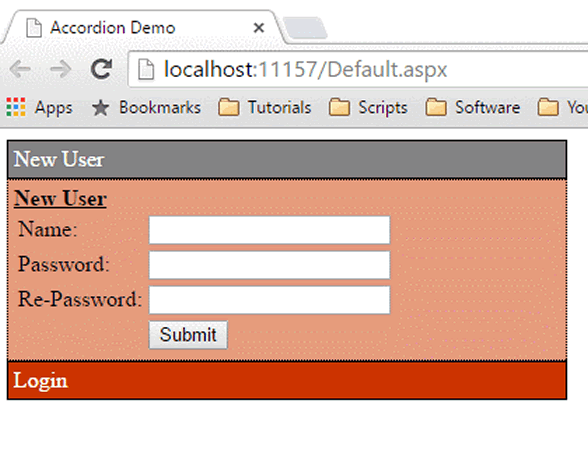 Accordion Demo
localhost:11157/Default.aspx
Apps Bookmarks Tutorials Scripts Software You
New User
New User
Name:
Password:
Re-Password:
Submit
Login